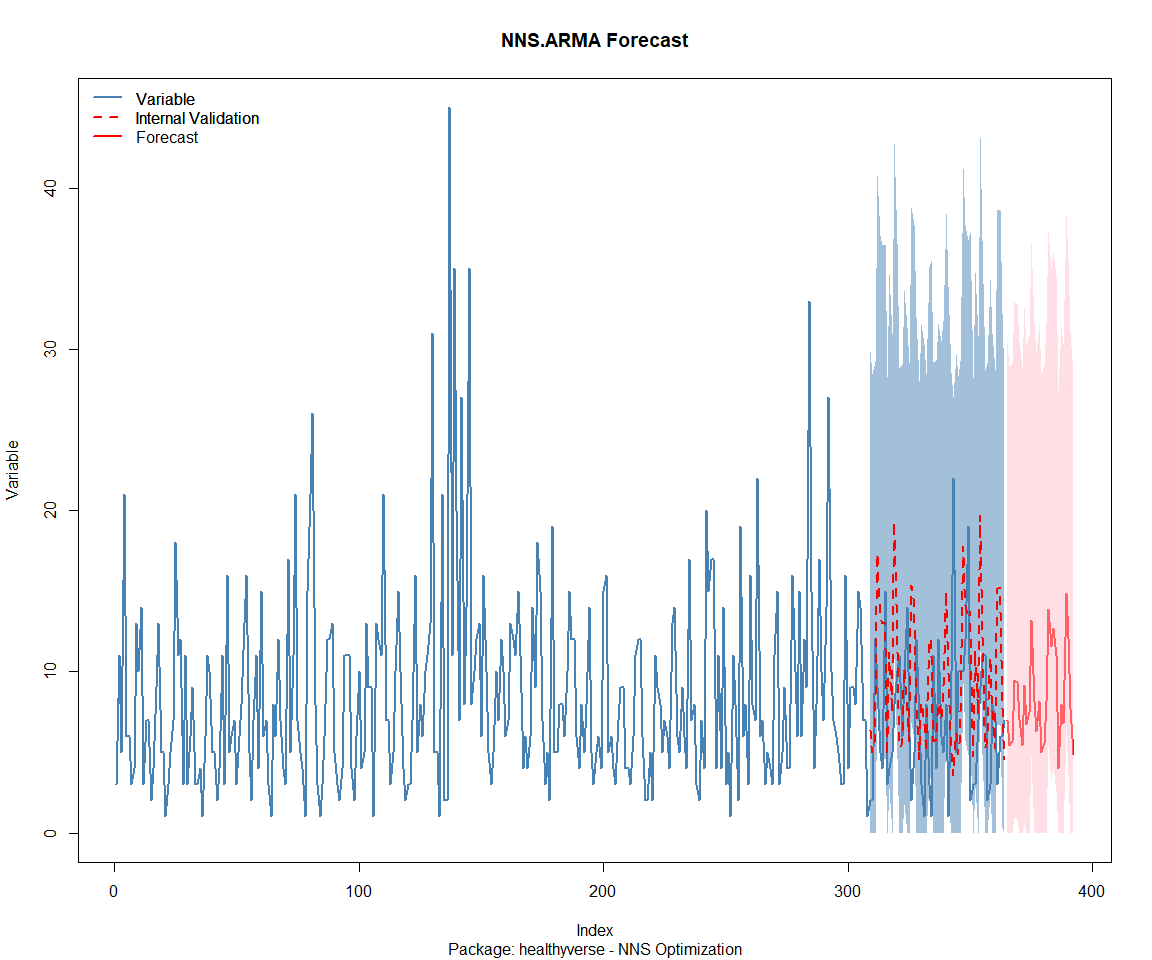 NNS.ARMA Forecast
Variable
Internal Validation
Forecast
Variable
40
30
20
10
0
0
100
200
300
400
Index
Package: healthyverse - NNS Optimization